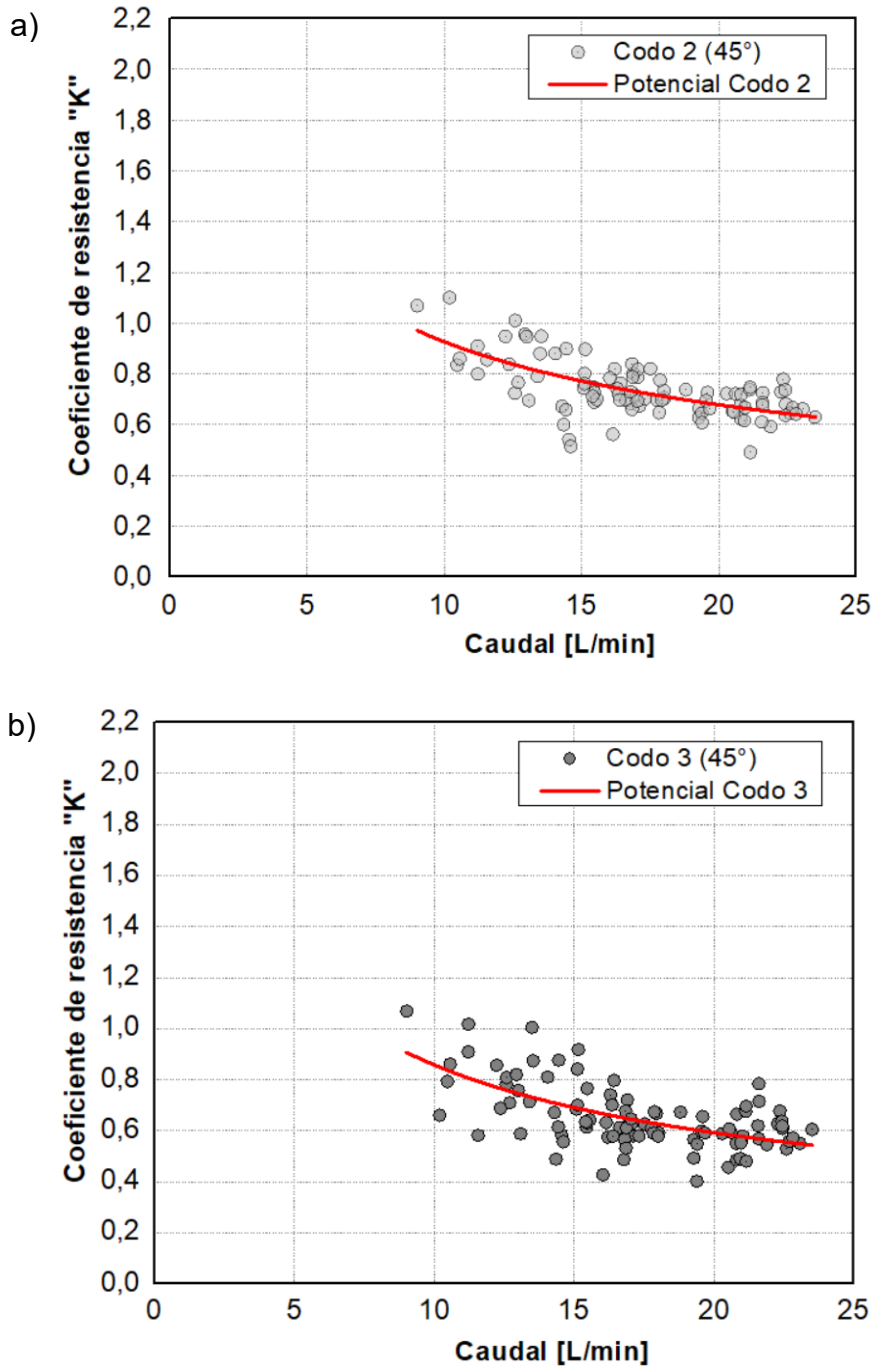 a)
2,2
2,0
1,8
1,6
1,4
1,2
1,0
0,8
0,6
0,4
0,2
0,0
Coeficiente de resistencia "K"
Codo 2 (45°)
Potencial Codo 2
0 5 10 15 20 25
Caudal [L/min]
b)
2,2
2,0
1,8
1,6
1,4
1,2
1,0
0,8
0,6
0,4
0,2
0,0
Coeficiente de resistencia "K"
Codo 3 (45°)
Potencial Codo 3
0 5 10 15 20 25
Caudal [L/min]